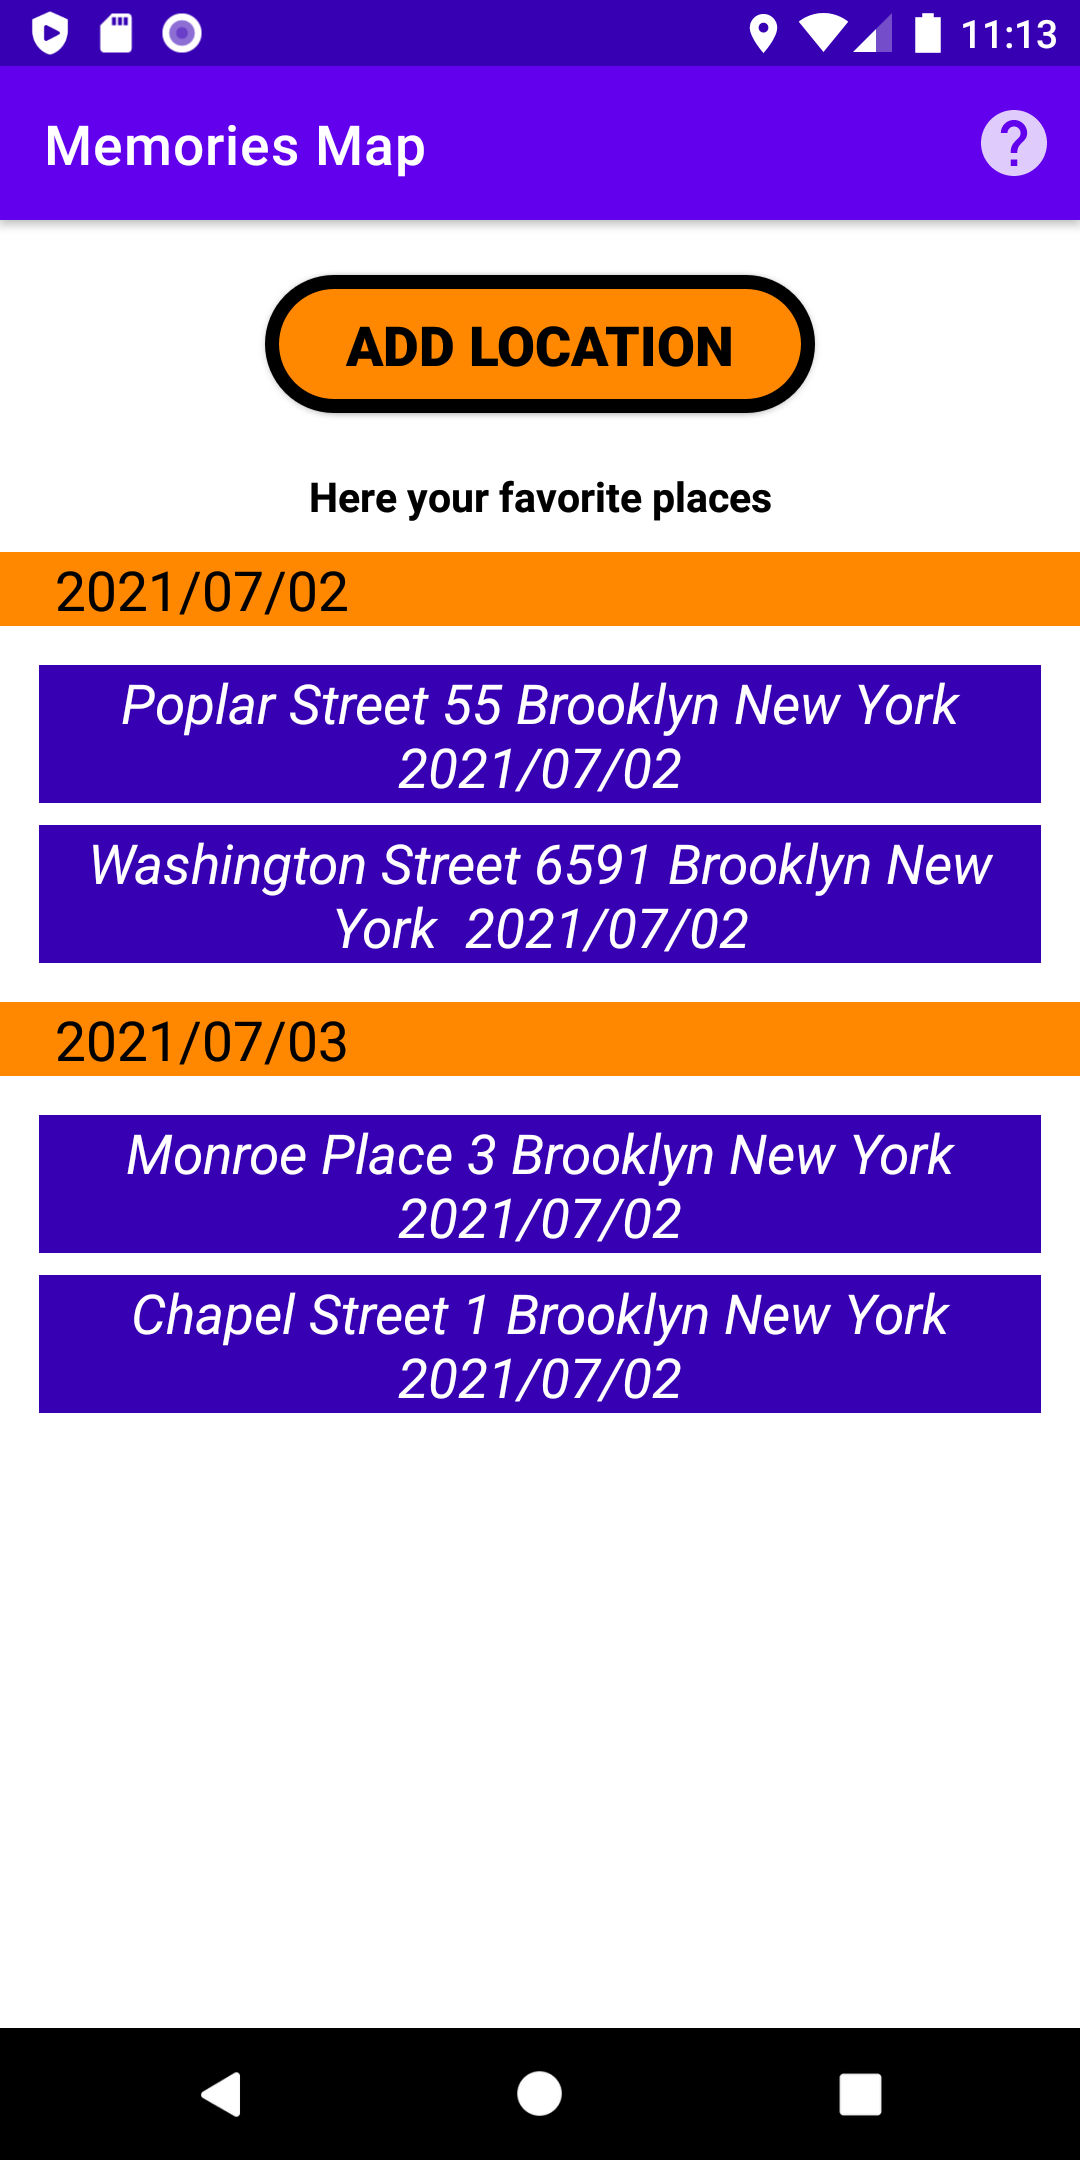 11:13
Memories Map
?
ADD LOCATION
Here your favorite places
2021/07/02
Poplar Street 55 Brooklyn New York
2021/07/02
Washington Street 6591 Brooklyn New
York 2021/07/02
2021/07/03
Monroe Place 3 Brooklyn New York
2021/07/02
Chapel Street 1 Brooklyn New York
2021/07/02